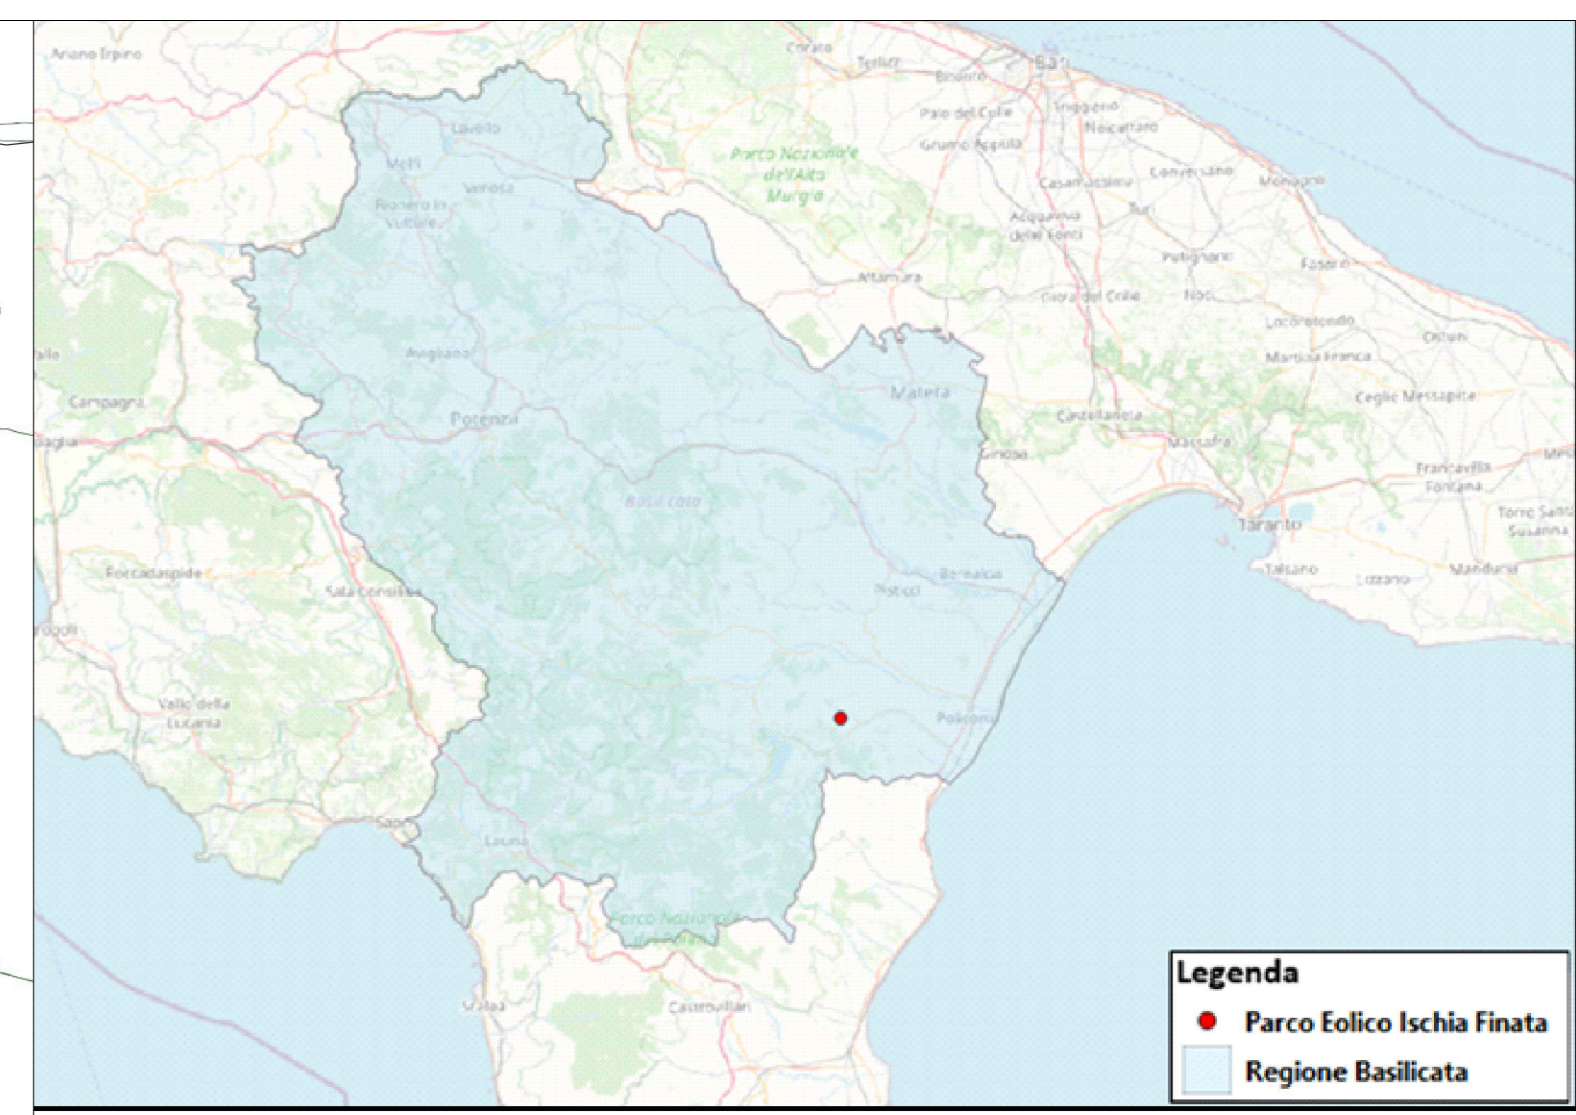 Ariano Irpino
Corato
Terlizzi
Bari
Bitonto
Palo del Colle
Triggiano
Noicattaro
Grumo Appula
Lavello
Melfi
Venosa
Rionero in
Vulture
Parco Nazionale
dell'Alta
Murgia
Casamassima
Conversano
Monopoli
Turi
Acquaviva
delle Fonti
Putignano
Fasano
Altamura
Gioia del Colle
Noci
Locorotondo
Ostuni
Martina Franca
Avigliano
Campagna
Potenza
Matera
Ceglie Messapica
Castellaneta
Massafra
Ginosa
Francavilla
Fontana
Basilicata
Taranto
Torre Santa
Susanna
Roccadaspide
Sala Consilina
Bernalda
Pisticci
Talsano
Lizzano
Manduria
Vallo della
Lucania
Policoro
Sapri
Lauria
Parco Nazionale
del Pollino
Scalea
Castrovillari
Legenda
Parco Eolico Ischia Finata
Regione Basilicata